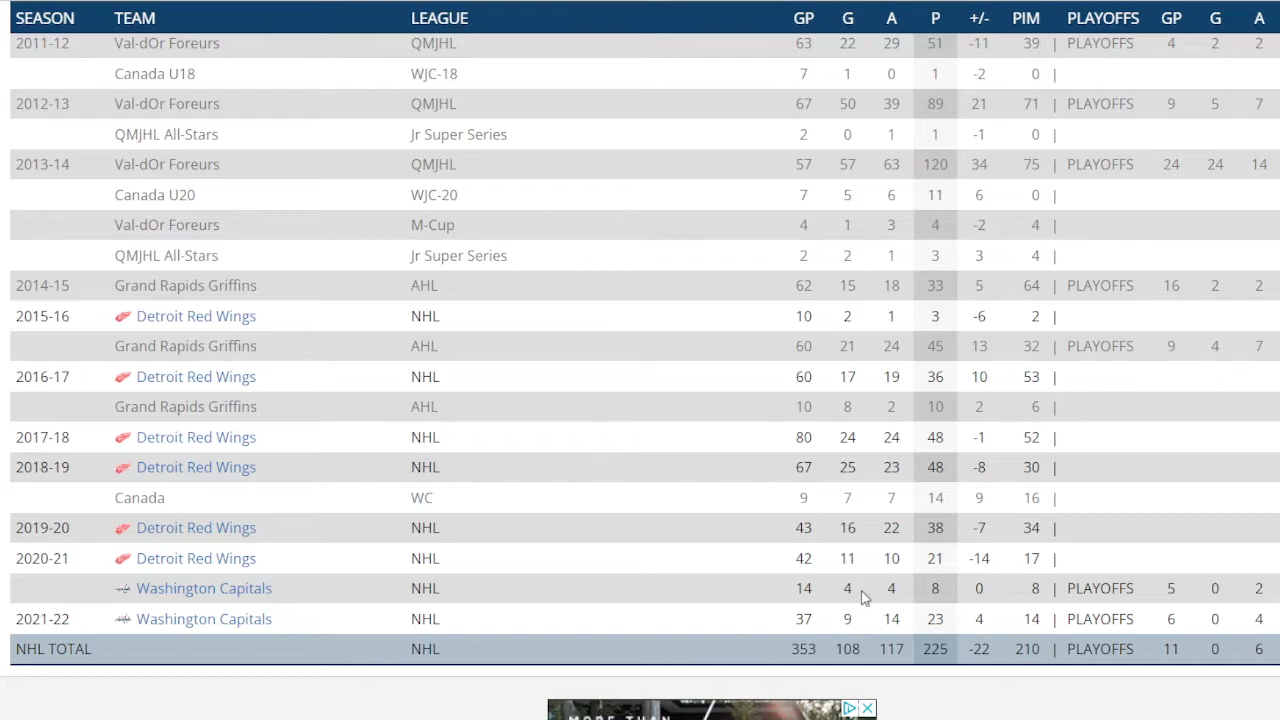 SEASON TEAM LEAGUE GP G A P +/- PIM PLAYOFFS GP G A
2011-12 Val-dOr Foreurs QMJHL 63 22 29 51 -11 39 | PLAYOFFS 4 2 2
Canada U18 WJC-18 7 1 0 1 -2 0 |
2012-13 Val-dOr Foreurs QMJHL 67 50 39 89 21 71 | PLAYOFFS 9 5 7
QMJHL All-Stars Jr Super Series 2 0 1 1 -1 0 |
2013-14 Val-dOr Foreurs QMJHL 57 57 63 120 34 75 | PLAYOFFS 24 24 14
Canada U20 WJC-20 7 5 6 11 6 0 |
Val-dOr Foreurs M-Cup 4 1 3 4 -2 4 |
QMJHL All-Stars Jr Super Series 2 2 1 3 3 4 |
2014-15 Grand Rapids Griffins AHL 62 15 18 33 5 64 | PLAYOFFS 16 2 2
2015-16 Detroit Red Wings NHL 10 2 1 3 -6 2 |
Grand Rapids Griffins AHL 60 21 24 45 13 32 | PLAYOFFS 9 4 7
2016-17 Detroit Red Wings NHL 60 17 19 36 10 53 |
Grand Rapids Griffins AHL 10 8 2 10 2 6 |
2017-18 Detroit Red Wings NHL 80 24 24 48 -1 52 |
2018-19 Detroit Red Wings NHL 67 25 23 48 -8 30 |
Canada WC 9 7 7 14 9 16 |
2019-20 Detroit Red Wings NHL 43 16 22 38 -7 34 |
2020-21 Detroit Red Wings NHL 42 11 10 21 -14 17 |
Washington Capitals NHL 14 4 4 8 0 8 | PLAYOFFS 5 0 2
2021-22 Washington Capitals NHL 37 9 14 23 4 14 | PLAYOFFS 6 0 4
NHL TOTAL NHL 353 108 117 225 -22 210 | PLAYOFFS 11 0 6
MORE THAN